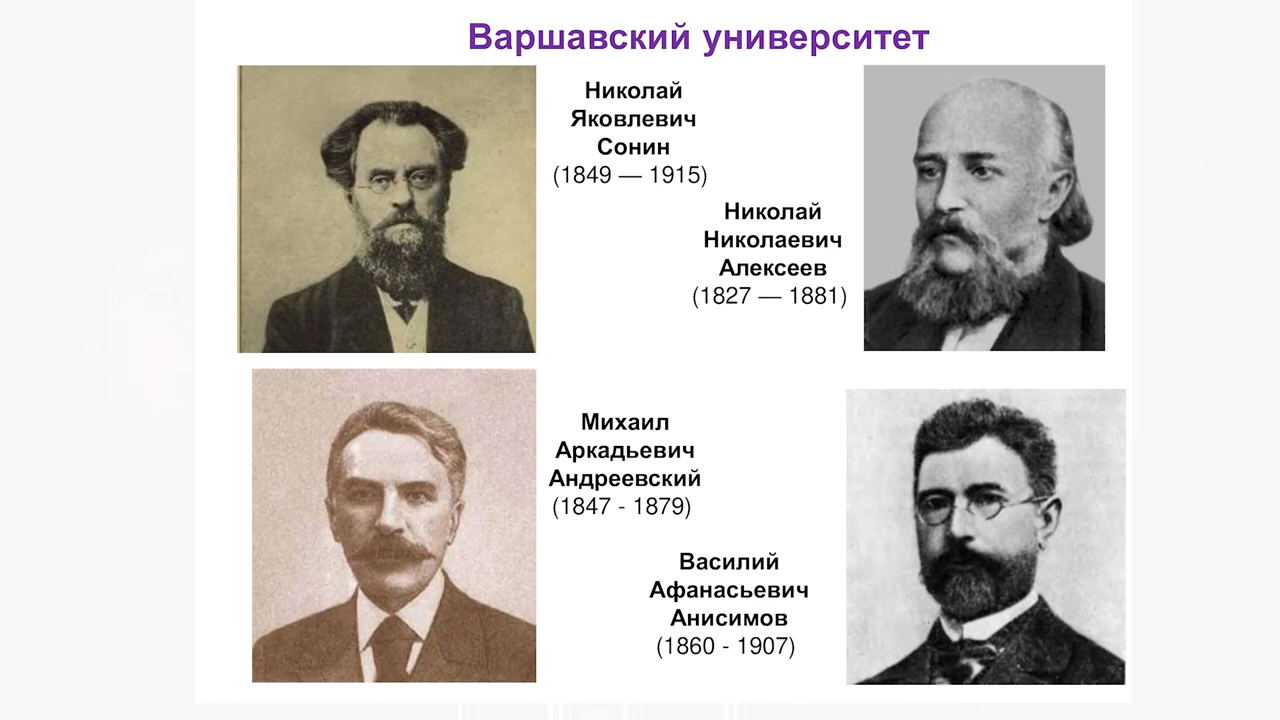 Варшавский университет
Николай
Яковлевич
Сонин
(1849 — 1915)
Николай
Николаевич
Алексеев
(1827 — 1881)
Михаил
Аркадьевич
Андреевский
(1847 - 1879)
Василий
Афанасьевич
Анисимов
(1860 - 1907)